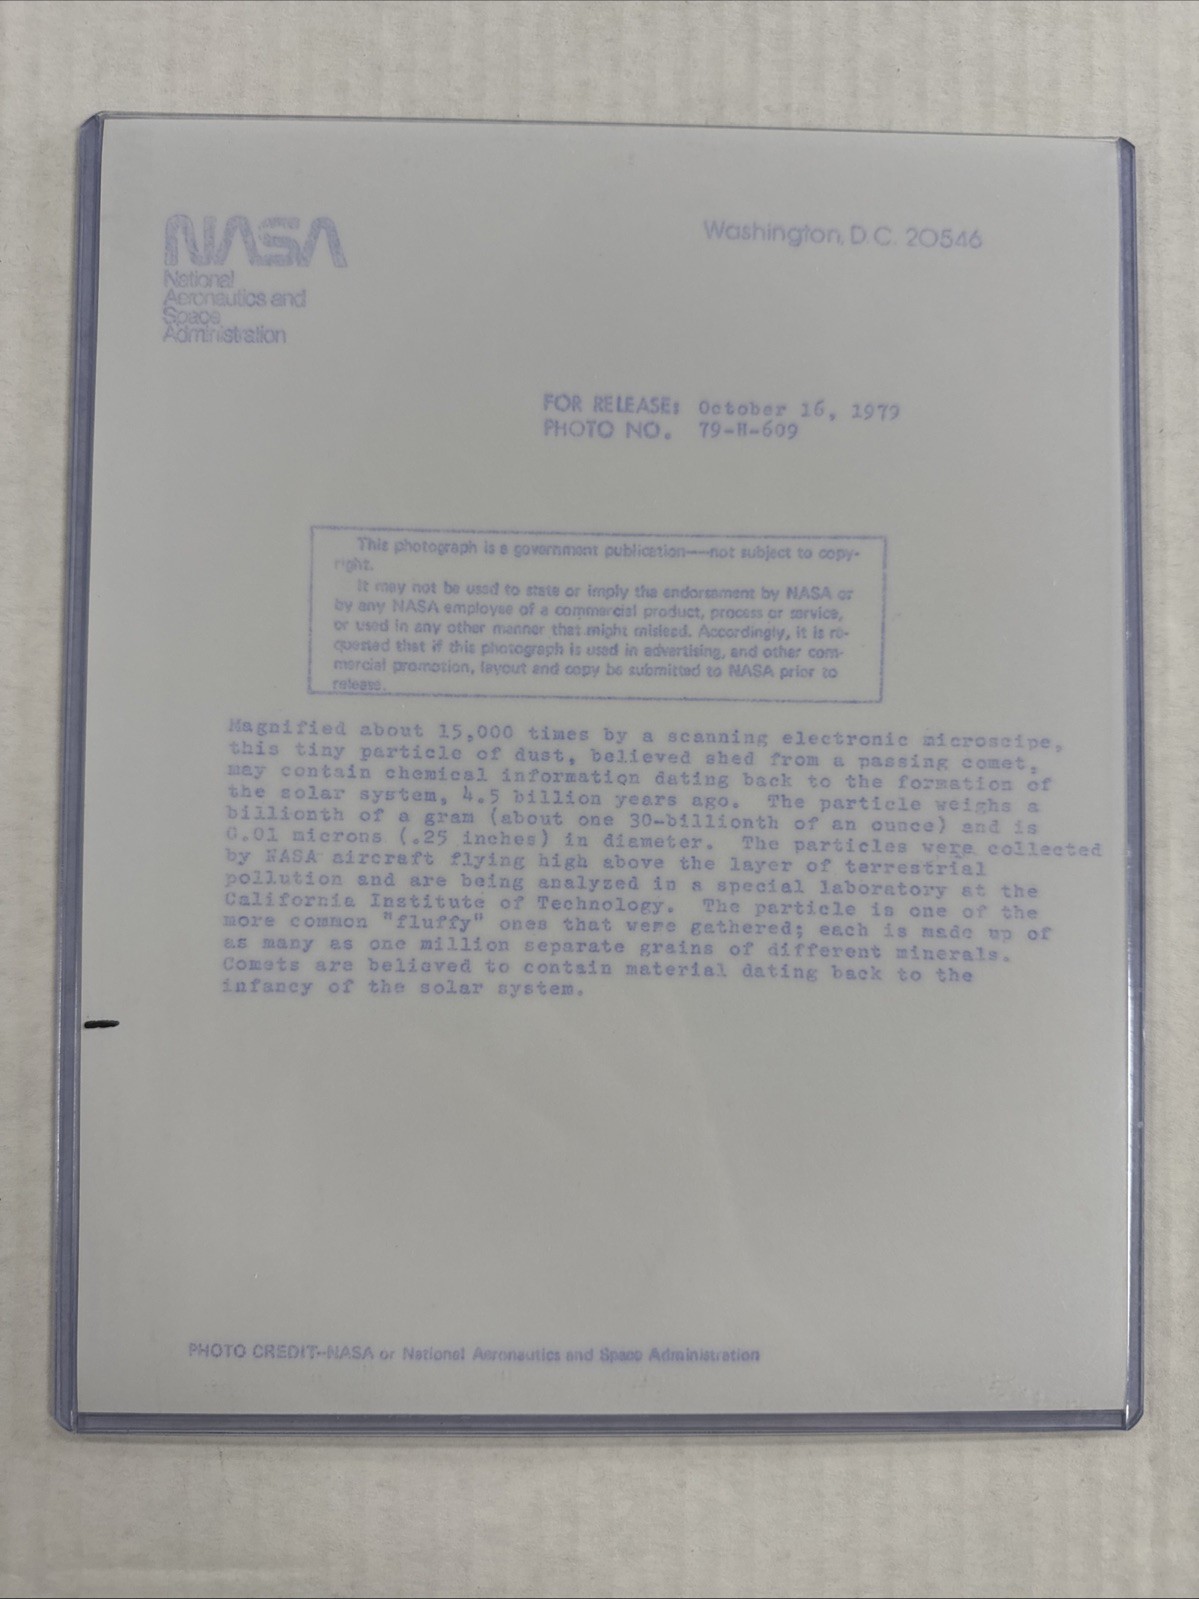 NASA
National
Aeronautics and
Space
Administration
Washington, D.C. 20546
FOR RELEASE: October 16, 1979
PHOTO NO. 79-H-609
This photograph is a government publication—not subject to copy-
right.
It may not be used to state or imply the endorsement by NASA or
by any NASA employee of a commercial product, process or service,
or used in any other manner that might mislead. Accordingly, it is re-
quested that if this photograph is used in advertising, and other com-
mercial promotion, layout and copy be submitted to NASA prior to
release.
Magnified about 15,000 times by a scanning electronic microscipe,
this tiny particle of dust, believed shed from a passing comet,
may contain chemical information dating back to the formation of
the solar system, 4.5 billion years ago. The particle weighs a
billionth of a gram (about one 30-billionth of an ounce) and is
0.01 microns (.25 inches) in diameter. The particles were collected
by NASA aircraft flying high above the layer of terrestrial
pollution and are being analyzed in a special laboratory at the
California Institute of Technology. The particle is one of the
more common "fluffy" ones that were gathered; each is made up of
as many as one million separate grains of different minerals.
Comets are believed to contain material dating back to the
infancy of the solar system.
PHOTO CREDIT--NASA or National Aeronautics and Space Administration